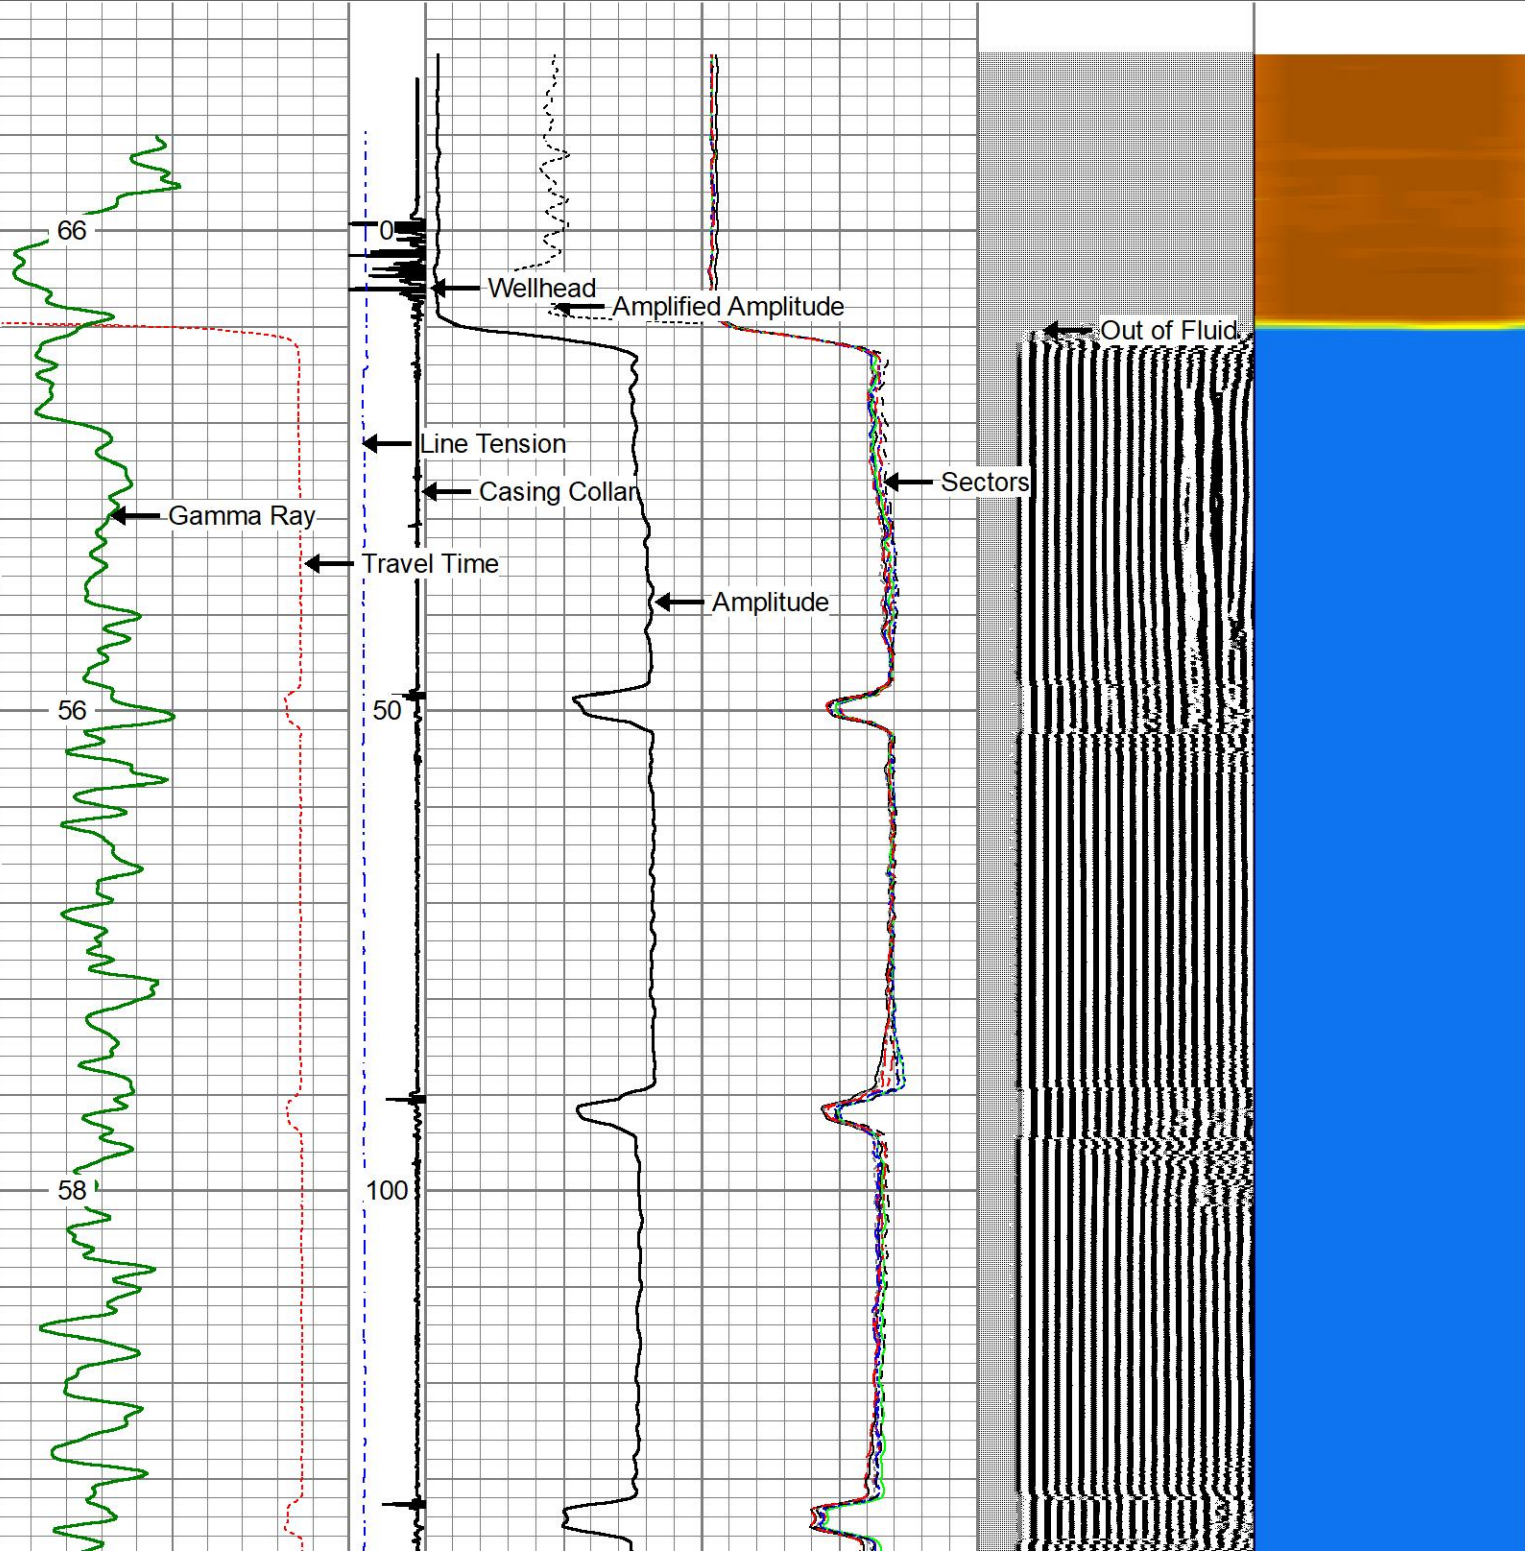 66
0
Wellhead
Amplified Amplitude
Out of Fluid
Line Tension
Sectors
Casing Collar
Gamma Ray
Travel Time
Amplitude
56
50
58
100